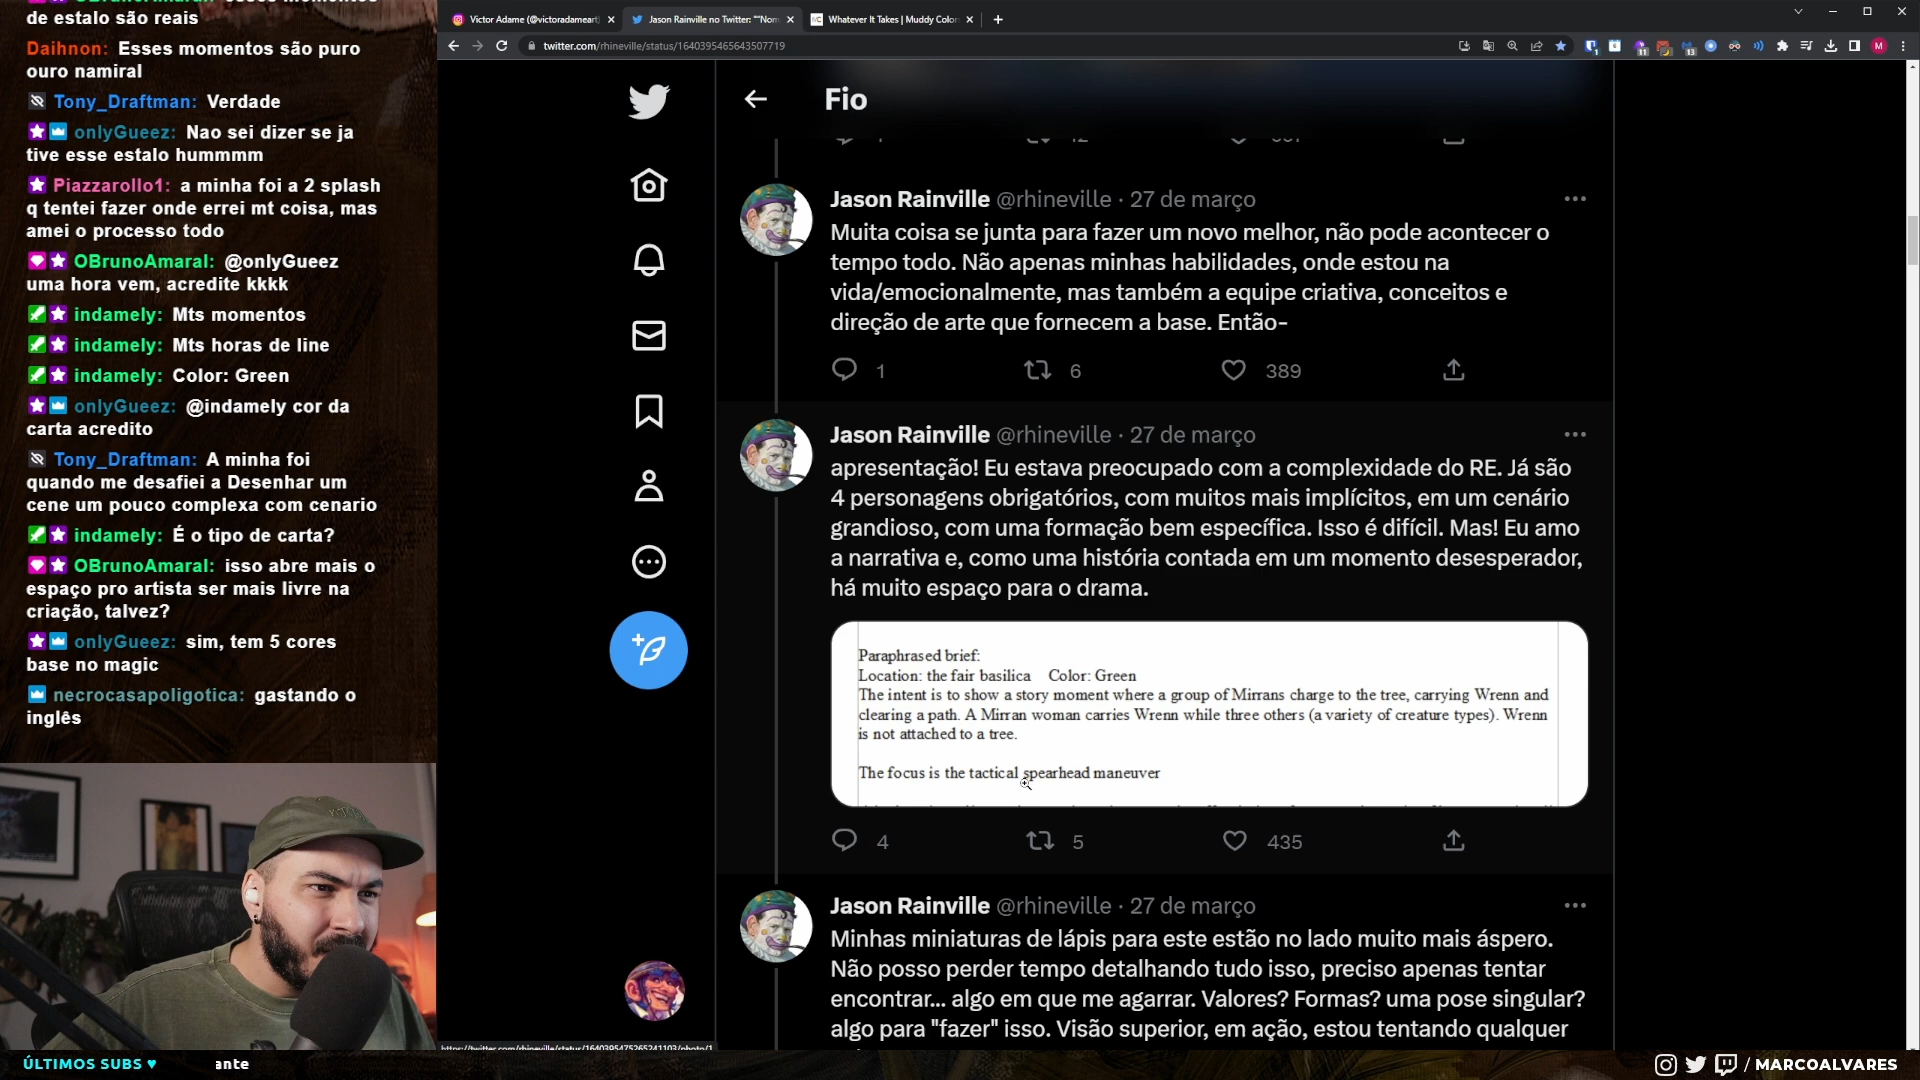 de estalo são reais
Daihnon: Esses momentos são puro
ouro namiral
Tony_Draftman: Verdade
onlyGueez: Nao sei dizer se ja
tive esse estalo hummmm
Piazzarollo1: a minha foi a 2 splash
q tentei fazer onde errei mt coisa, mas
amei o processo todo
OBrunoAmaral: @onlyGueez
uma hora vem, acredite kkkk
indamely: Mts momentos
indamely: Mts horas de line
indamely: Color: Green
onlyGueez: @indamely cor da
carta acredito
Tony_Draftman: A minha foi
quando me desafiei a Desenhar um
cene um pouco complexa com cenario
indamely: É o tipo de carta?
OBrunoAmaral: isso abre mais o
espaço pro artista ser mais livre na
criação, talvez?
onlyGueez: sim, tem 5 cores
base no magic
necrocasapoligotica: gastando o
inglês
ÚLTIMOS SUBS ♥ ante
Victor Adame (@victoradameart)
Jason Rainville no Twitter: ""Nom
Whatever It Takes | Muddy Color
twitter.com/rhineville/status/1640395465643507719
11
13
M
Fio
Jason Rainville @rhineville · 27 de março
Muita coisa se junta para fazer um novo melhor, não pode acontecer o
tempo todo. Não apenas minhas habilidades, onde estou na
vida/emocionalmente, mas também a equipe criativa, conceitos e
direção de arte que fornecem a base. Então-
1 6 389
Jason Rainville @rhineville · 27 de março
apresentação! Eu estava preocupado com a complexidade do RE. Já são
4 personagens obrigatórios, com muitos mais implícitos, em um cenário
grandioso, com uma formação bem específica. Isso é difícil. Mas! Eu amo
a narrativa e, como uma história contada em um momento desesperador,
há muito espaço para o drama.
Paraphrased brief:
Location: the fair basilica Color: Green
The intent is to show a story moment where a group of Mirrans charge to the tree, carrying Wrenn and
clearing a path. A Mirran woman carries Wrenn while three others (a variety of creature types). Wrenn
is not attached to a tree.
The focus is the tactical spearhead maneuver
4 5 435
Jason Rainville @rhineville · 27 de março
Minhas miniaturas de lápis para este estão no lado muito mais áspero.
Não posso perder tempo detalhando tudo isso, preciso apenas tentar
encontrar... algo em que me agarrar. Valores? Formas? uma pose singular?
algo para "fazer" isso. Visão superior, em ação, estou tentando qualquer
/ MARCOALVARES